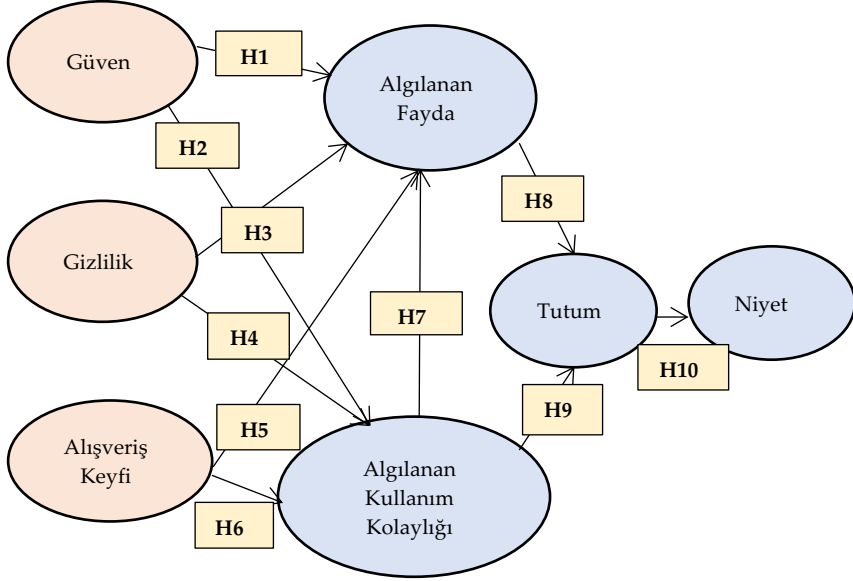 Güven
H1
Algılanan
Fayda
H2
H8
H3
Gizlilik
H7
Tutum
Niyet
H4
H10
H5
H9
Alışveriş
Keyfi
Algılanan
Kullanım
Kolaylığı
H6